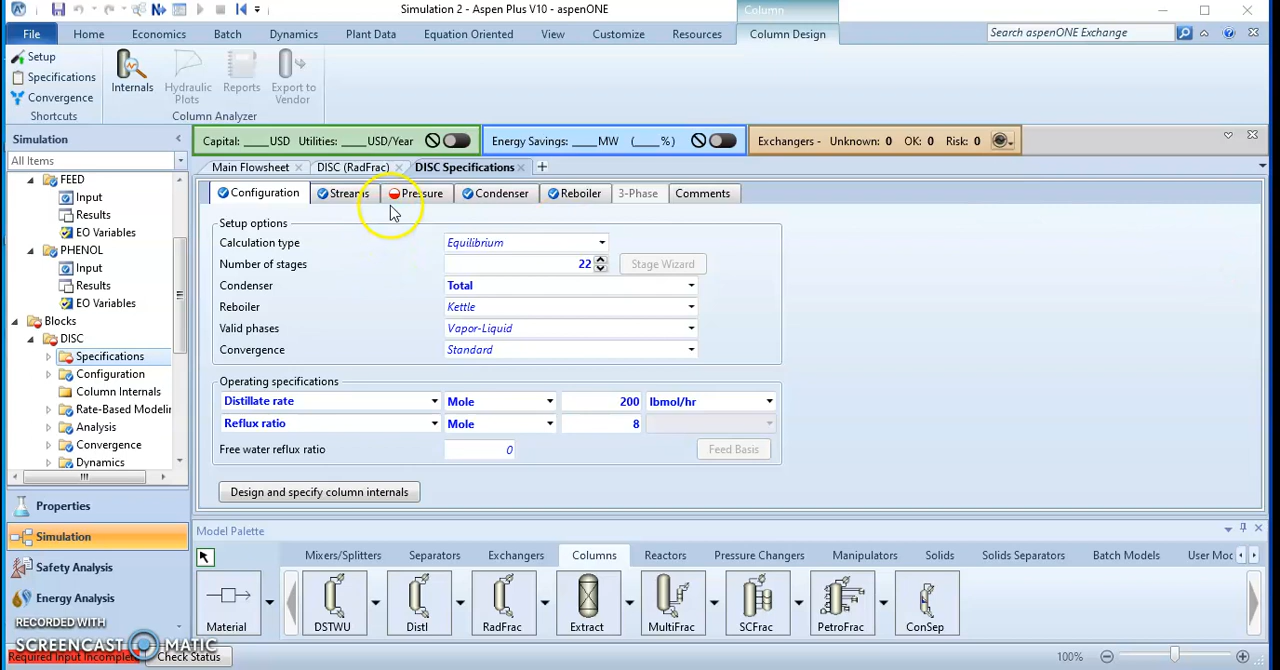 Simulation 2 - Aspen Plus V10 - aspenONE
Column
File Home Economics Batch Dynamics Plant Data Equation Oriented View Customize Resources Column Design
Search aspenONE Exchange
Setup
Specifications
Convergence
Shortcuts
Internals
Hydraulic
Plots
Reports
Export to
Vendor
Column Analyzer
Simulation
Capital: ____ USD Utilities: ____ USD/Year
Energy Savings: ____ MW (____ %)
Exchangers - Unknown: 0 OK: 0 Risk: 0
All Items
Main Flowsheet DISC (RadFrac) DISC Specifications
FEED
Input
Results
EO Variables
PHENOL
Input
Results
EO Variables
Blocks
DISC
Specifications
Configuration
Column Internals
Rate-Based Modelin
Analysis
Convergence
Dynamics
Configuration Streams Pressure Condenser Reboiler 3-Phase Comments
Setup options
Calculation type Equilibrium
Number of stages 22 Stage Wizard
Condenser Total
Reboiler Kettle
Valid phases Vapor-Liquid
Convergence Standard
Operating specifications
Distillate rate Mole 200 lbmol/hr
Reflux ratio Mole 8
Free water reflux ratio 0 Feed Basis
Design and specify column internals
Properties
Simulation
Safety Analysis
Energy Analysis
Model Palette
Mixers/Splitters Separators Exchangers Columns Reactors Pressure Changers Manipulators Solids Solids Separators Batch Models User Mod
Material DSTWU Distl RadFrac Extract MultiFrac SCFrac PetroFrac ConSep
RECORDED WITH
SCREENCAST MATIC
Required Input Incomplete Check Status
100%